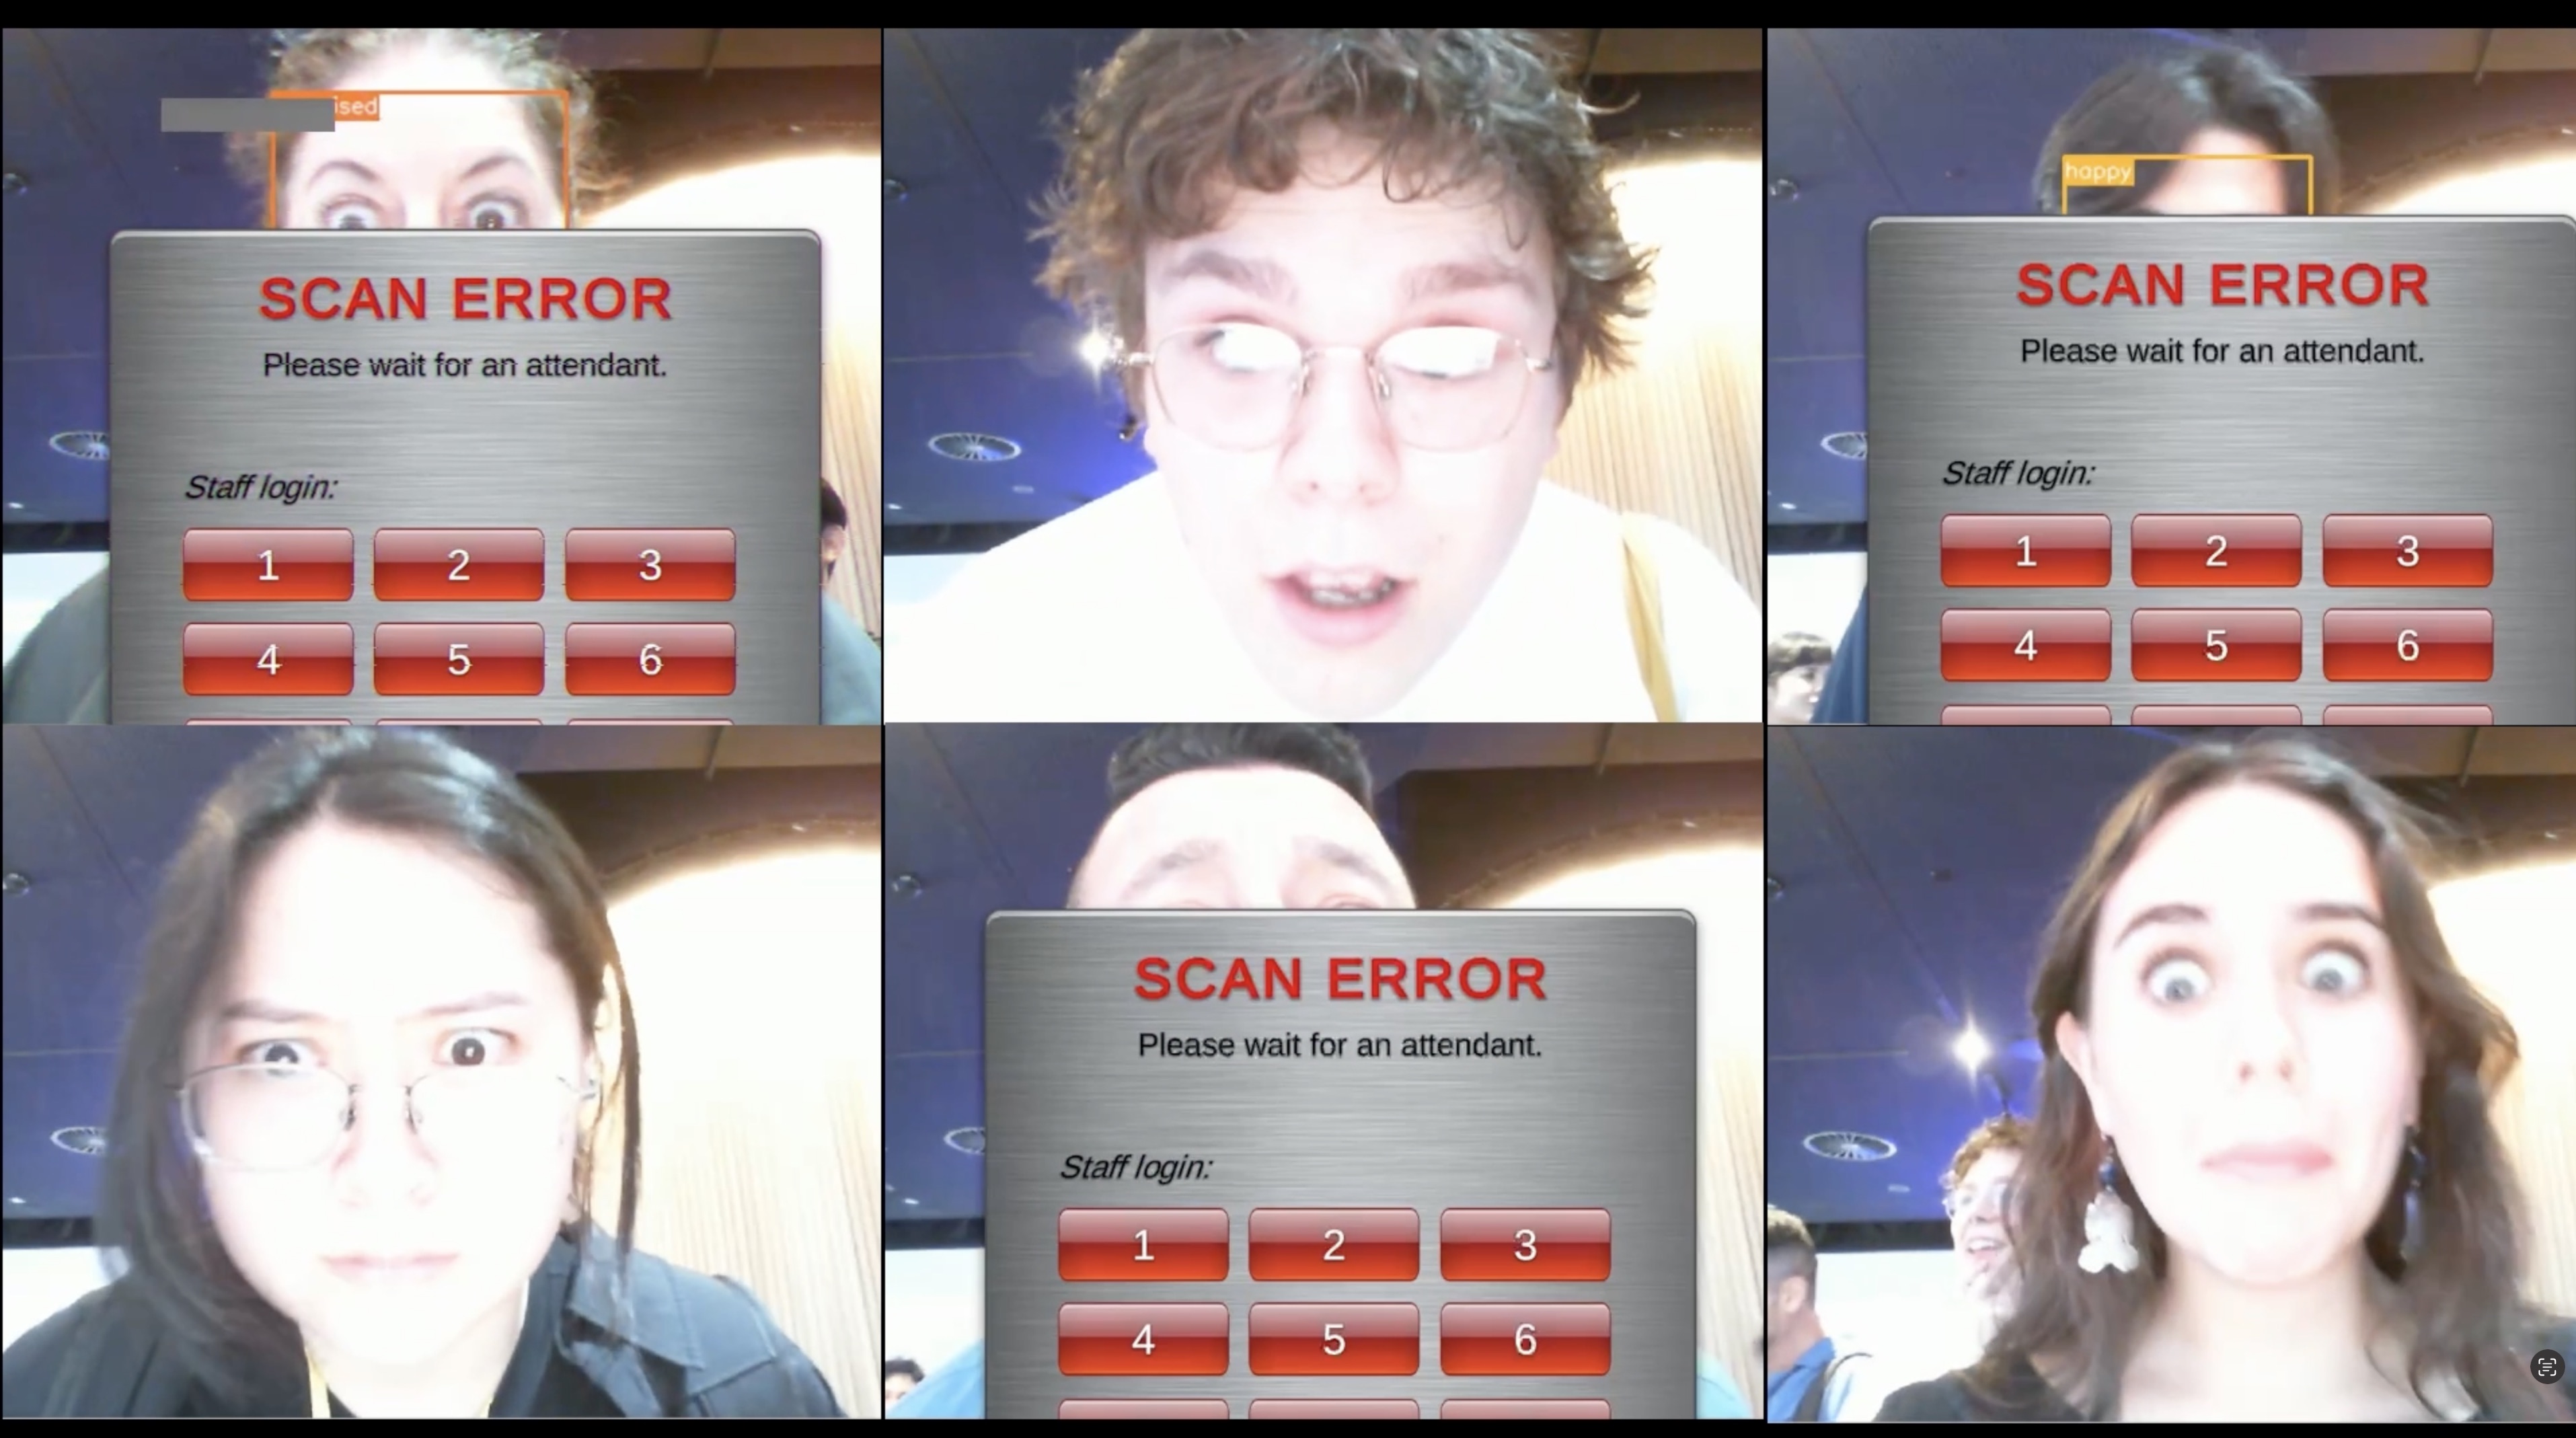 ised
SCAN ERROR
Please wait for an attendant.
Staff login:
1 2 3
4 5 6
happy
SCAN ERROR
Please wait for an attendant.
Staff login:
1 2 3
4 5 6
SCAN ERROR
Please wait for an attendant.
Staff login:
1 2 3
4 5 6